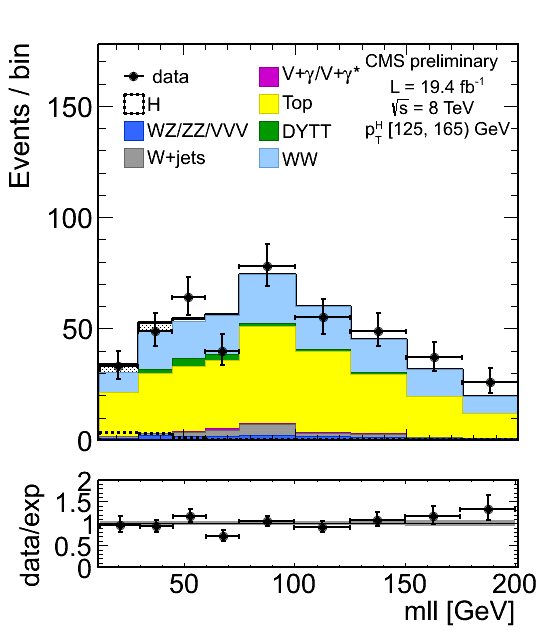 Events / bin
150
100
50
0
data
H
WZ/ZZ/VVV
W+jets
V+γ/V+γ*
Top
DYTT
WW
CMS preliminary
L = 19.4 fb⁻¹
√s = 8 TeV
p_T^H [125, 165) GeV
data/exp
2
1.5
1
0.5
0
50 100 150 200
mll [GeV]